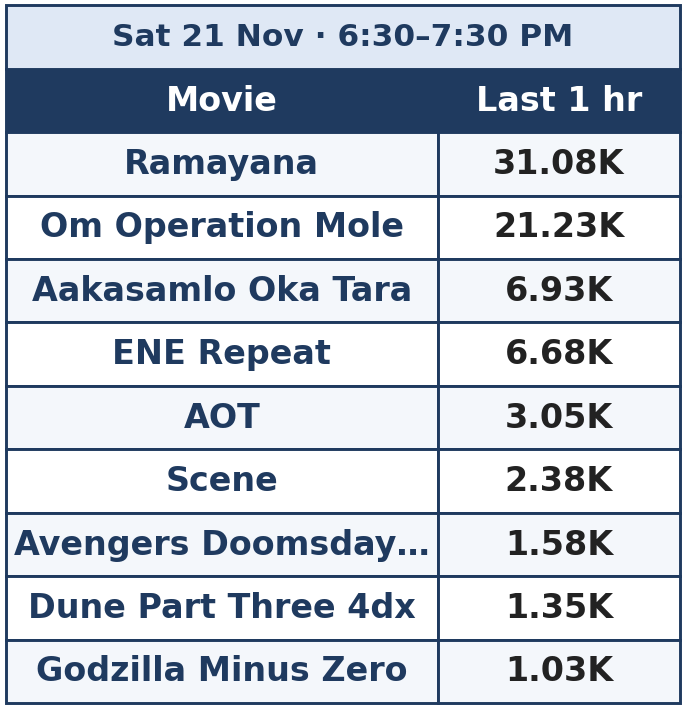 Sat 21 Nov · 6:30–7:30 PM
Movie Last 1 hr
Ramayana 31.08K
Om Operation Mole 21.23K
Aakasamlo Oka Tara 6.93K
ENE Repeat 6.68K
AOT 3.05K
Scene 2.38K
Avengers Doomsday... 1.58K
Dune Part Three 4dx 1.35K
Godzilla Minus Zero 1.03K